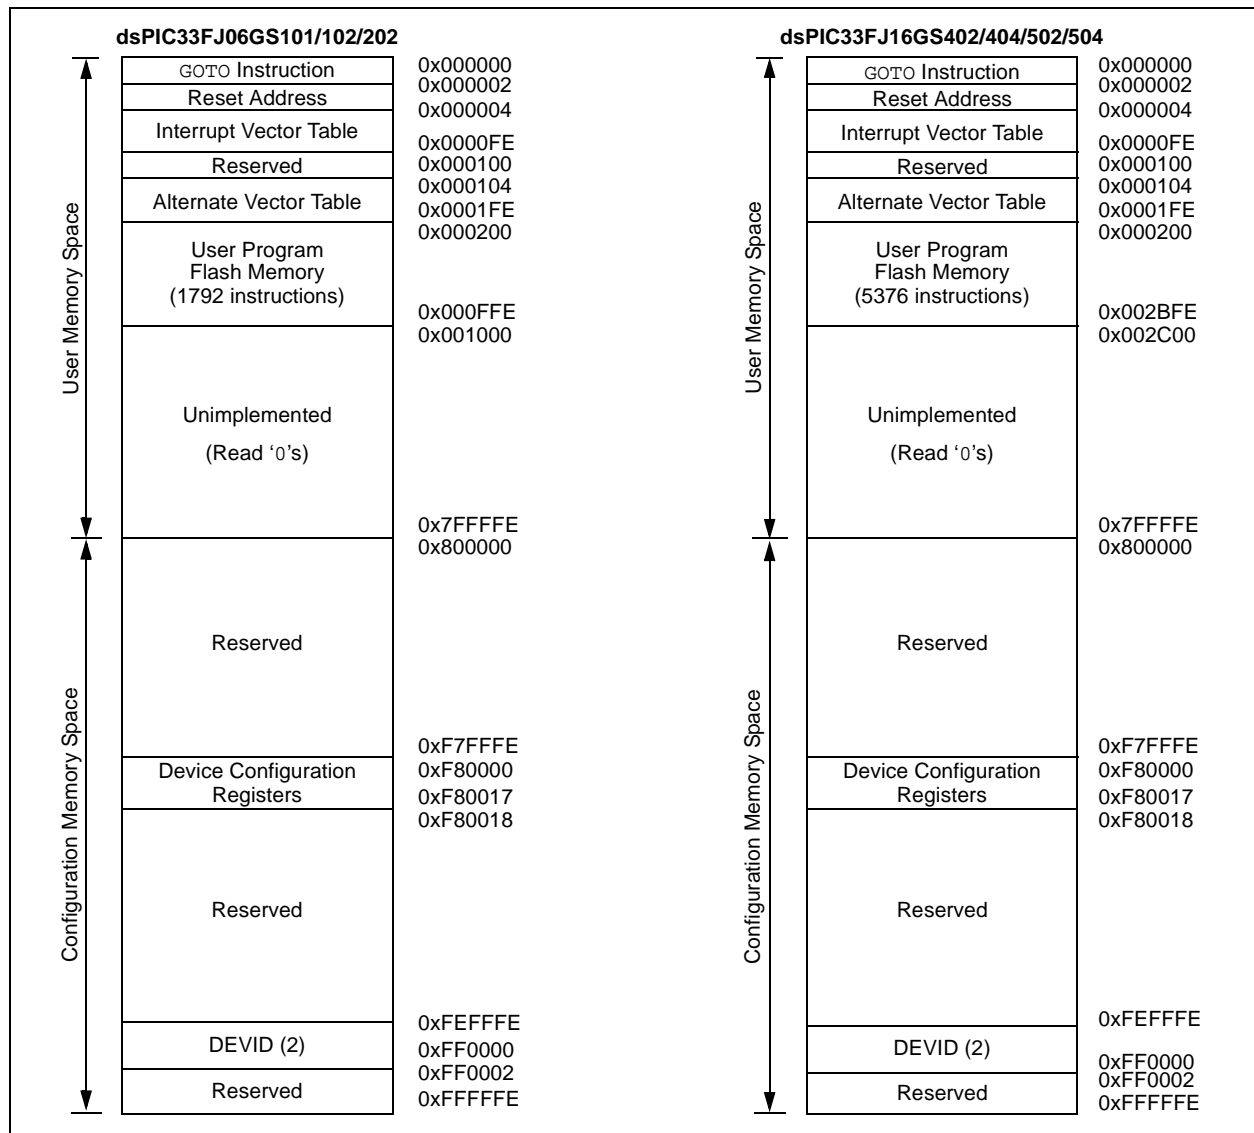 dsPIC33FJ06GS101/102/202
GOTO Instruction
0x000000
0x000002
Reset Address
0x000004
Interrupt Vector Table
0x0000FE
Reserved
0x000100
0x000104
Alternate Vector Table
0x0001FE
0x000200
User Program
Flash Memory
(1792 instructions)
0x000FFE
0x001000
Unimplemented
(Read ‘0’s)
0x7FFFFE
0x800000
Reserved
0xF7FFFE
Device Configuration
Registers
0xF80000
0xF80017
0xF80018
Reserved
0xFEFFFE
DEVID (2)
0xFF0000
0xFF0002
Reserved
0xFFFFFE
User Memory Space
Configuration Memory Space
dsPIC33FJ16GS402/404/502/504
GOTO Instruction
0x000000
0x000002
Reset Address
0x000004
Interrupt Vector Table
0x0000FE
Reserved
0x000100
0x000104
Alternate Vector Table
0x0001FE
0x000200
User Program
Flash Memory
(5376 instructions)
0x002BFE
0x002C00
Unimplemented
(Read ‘0’s)
0x7FFFFE
0x800000
Reserved
0xF7FFFE
Device Configuration
Registers
0xF80000
0xF80017
0xF80018
Reserved
0xFEFFFE
DEVID (2)
0xFF0000
0xFF0002
Reserved
0xFFFFFE
User Memory Space
Configuration Memory Space